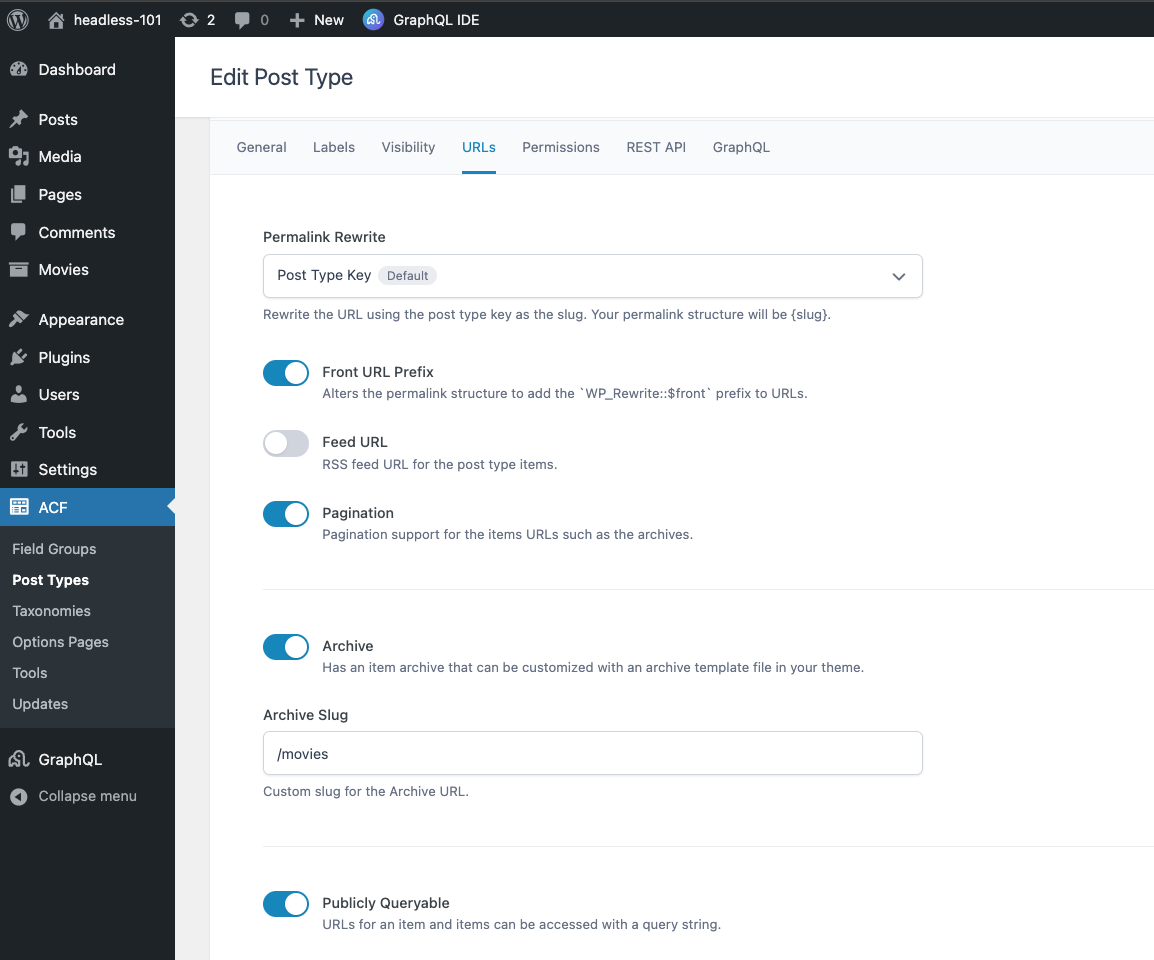 headless-101 2 0 New GraphQL IDE
Dashboard
Posts
Media
Pages
Comments
Movies
Appearance
Plugins
Users
Tools
Settings
ACF
Field Groups
Post Types
Taxonomies
Options Pages
Tools
Updates
GraphQL
Collapse menu
Edit Post Type
General Labels Visibility URLs Permissions REST API GraphQL
Permalink Rewrite
Post Type Key Default
Rewrite the URL using the post type key as the slug. Your permalink structure will be {slug}.
Front URL Prefix
Alters the permalink structure to add the `WP_Rewrite::$front` prefix to URLs.
Feed URL
RSS feed URL for the post type items.
Pagination
Pagination support for the items URLs such as the archives.
Archive
Has an item archive that can be customized with an archive template file in your theme.
Archive Slug
/movies
Custom slug for the Archive URL.
Publicly Queryable
URLs for an item and items can be accessed with a query string.